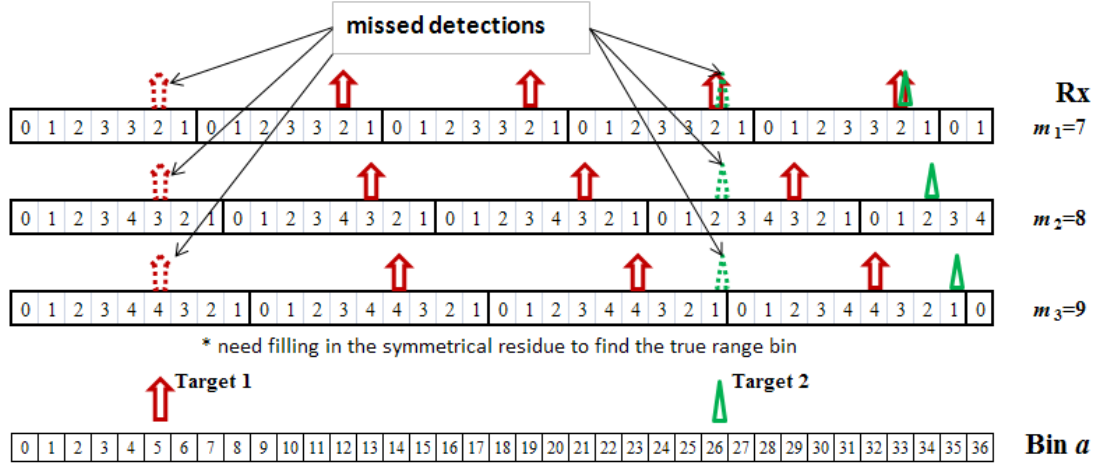 missed detections
Rx
0 1 2 3 3 2 1 0 1 2 3 3 2 1 0 1 2 3 3 2 1 0 1 2 3 3 2 1 0 1 2 3 3 2 1 0 1 m1=7
0 1 2 3 4 3 2 1 0 1 2 3 4 3 2 1 0 1 2 3 4 3 2 1 0 1 2 3 4 3 2 1 0 1 2 3 4 m2=8
0 1 2 3 4 4 3 2 1 0 1 2 3 4 4 3 2 1 0 1 2 3 4 4 3 2 1 0 1 2 3 4 4 3 2 1 0 m3=9
* need filling in the symmetrical residue to find the true range bin
Target 1 Target 2
0 1 2 3 4 5 6 7 8 9 10 11 12 13 14 15 16 17 18 19 20 21 22 23 24 25 26 27 28 29 30 31 32 33 34 35 36 Bin a